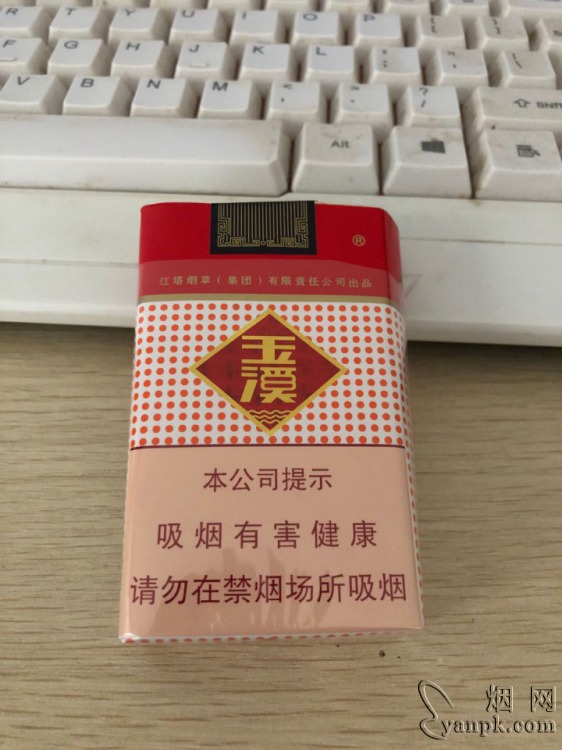 V B N M < , > . ? /
Alt
Shift
®
红塔烟草（集团）有限责任公司出品
玉溪
本公司提示
吸烟有害健康
请勿在禁烟场所吸烟
烟网
yanpk.com